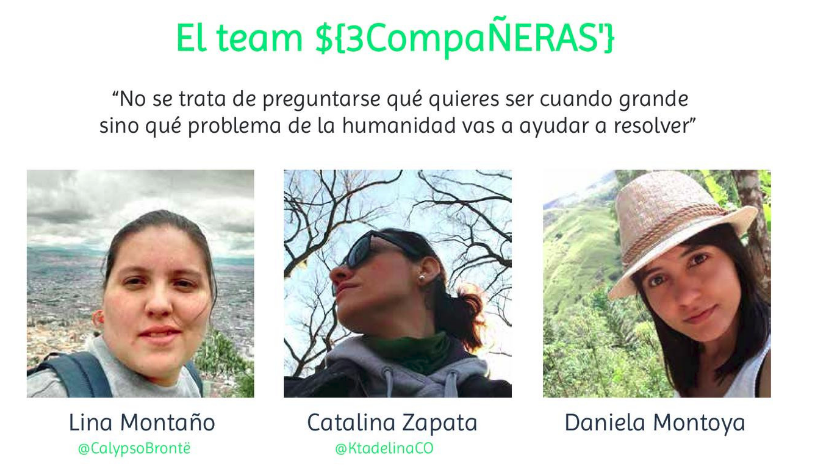 El team ${3CompaÑERAS'}
“No se trata de preguntarse qué quieres ser cuando grande
sino qué problema de la humanidad vas a ayudar a resolver”
Lina Montaño
@CalypsoBrontë
Catalina Zapata
@KtadelinaCO
Daniela Montoya